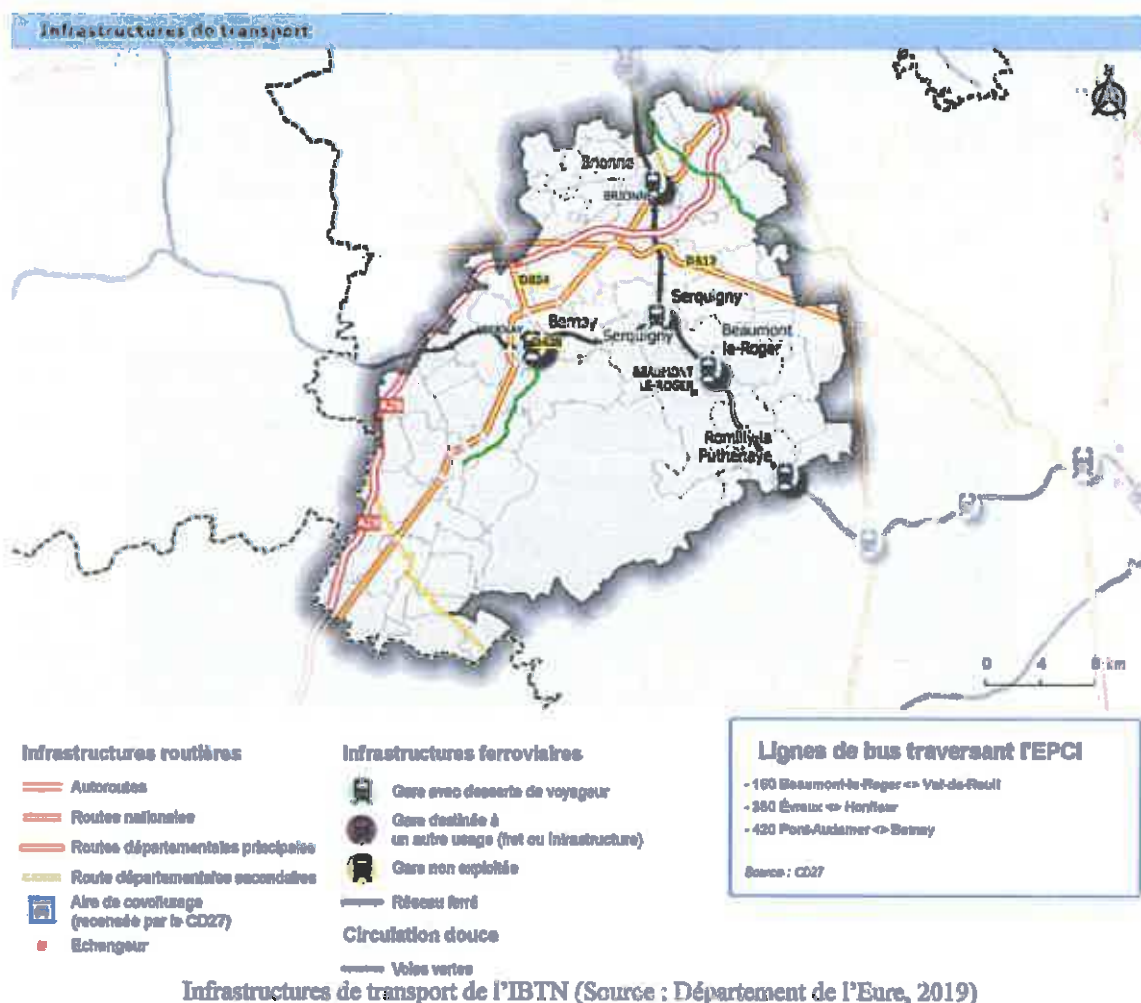 Infrastructures de transport
N
Brionne
BRIONNE
D613
D834
Serquigny
Bernay
BERNAY
Serquigny
Beaumont
le-Roger
BEAUMONT
LE-ROGER
Romilly-la
Puthenaye
A28
A28
0 4 8 km
Infrastructures routières
Autoroutes
Routes nationales
Routes départementales principales
Route départementales secondaires
Aire de covoiturage
(recensée par le CD27)
Echangeur
Infrastructures ferroviaires
Gare avec desserte de voyageur
Gare destinée à
un autre usage (fret ou infrastructure)
Gare non exploitée
Réseau ferré
Circulation douce
Voies vertes
Lignes de bus traversant l'EPCI
- 160 Beaumont-le-Roger <> Val-de-Reuil
- 380 Évreux <> Honfleur
- 420 Pont-Audemer <> Bernay
Source : CD27
Infrastructures de transport de l'IBTN (Source : Département de l'Eure, 2019)